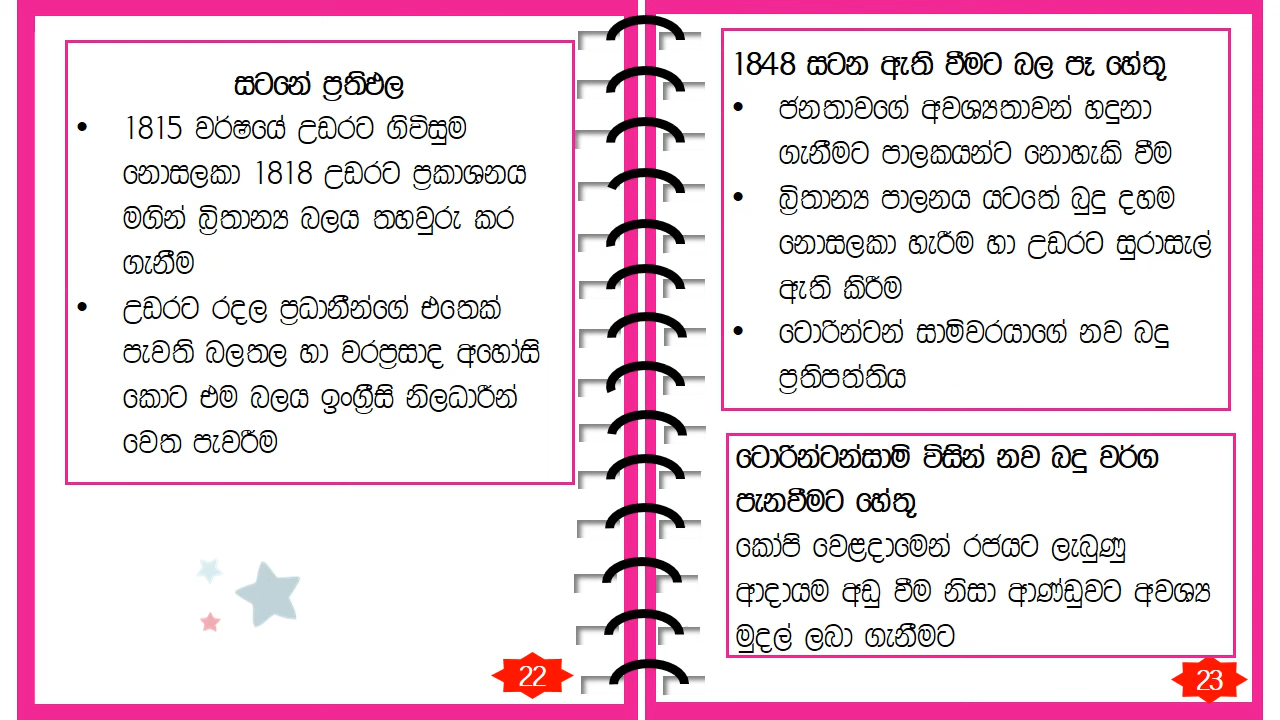 සටනේ ප්‍රතිඵල
• 1815 වර්ෂයේ උඩරට ගිවිසුම
නොසලකා 1818 උඩරට ප්‍රකාශනය
මගින් බ්‍රිතාන්‍ය බලය තහවුරු කර
ගැනීම
• උඩරට රදල ප්‍රධානීන්ගේ එතෙක්
පැවති බලතල හා වරප්‍රසාද අහෝසි
කොට එම බලය ඉංග්‍රීසි නිලධාරීන්
වෙත පැවරීම
22
1848 සටන ඇති වීමට බල පෑ හේතූ
• ජනතාවගේ අවශ්‍යතාවන් හදුනා
ගැනීමට පාලකයන්ට නොහැකි වීම
• බ්‍රිතාන්‍ය පාලනය යටතේ බුදු දහම
නොසලකා හැරීම හා උඩරට සුරාසැල්
ඇති කිරීම
• ටොරින්ටන් සාමිවරයාගේ නව බදු
ප්‍රතිපත්තිය
ටොරින්ටන්සාමි විසින් නව බදු වර්ග
පැනවීමට හේතූ
කෝපි වෙළදාමෙන් රජයට ලැබුණු
ආදායම අඩු වීම නිසා ආණ්ඩුවට අවශ්‍ය
මුදල් ලබා ගැනීමට
23